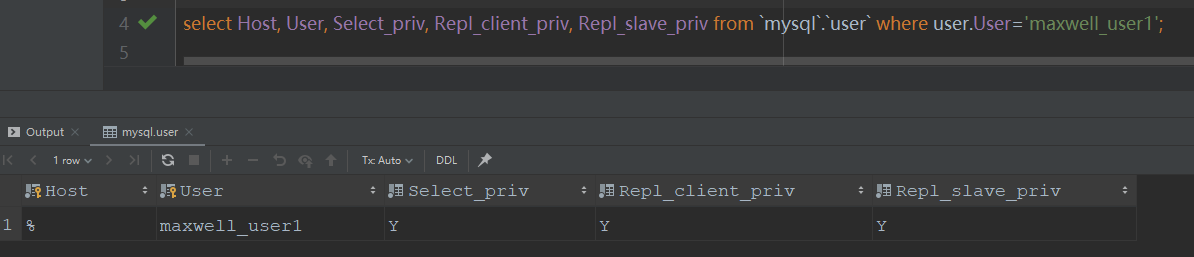 4 select Host, User, Select_priv, Repl_client_priv, Repl_slave_priv from `mysql`.`user` where user.User='maxwell_user1';
5
Output mysql.user
1 row Tx: Auto DDL
Host User Select_priv Repl_client_priv Repl_slave_priv
1 % maxwell_user1 Y Y Y